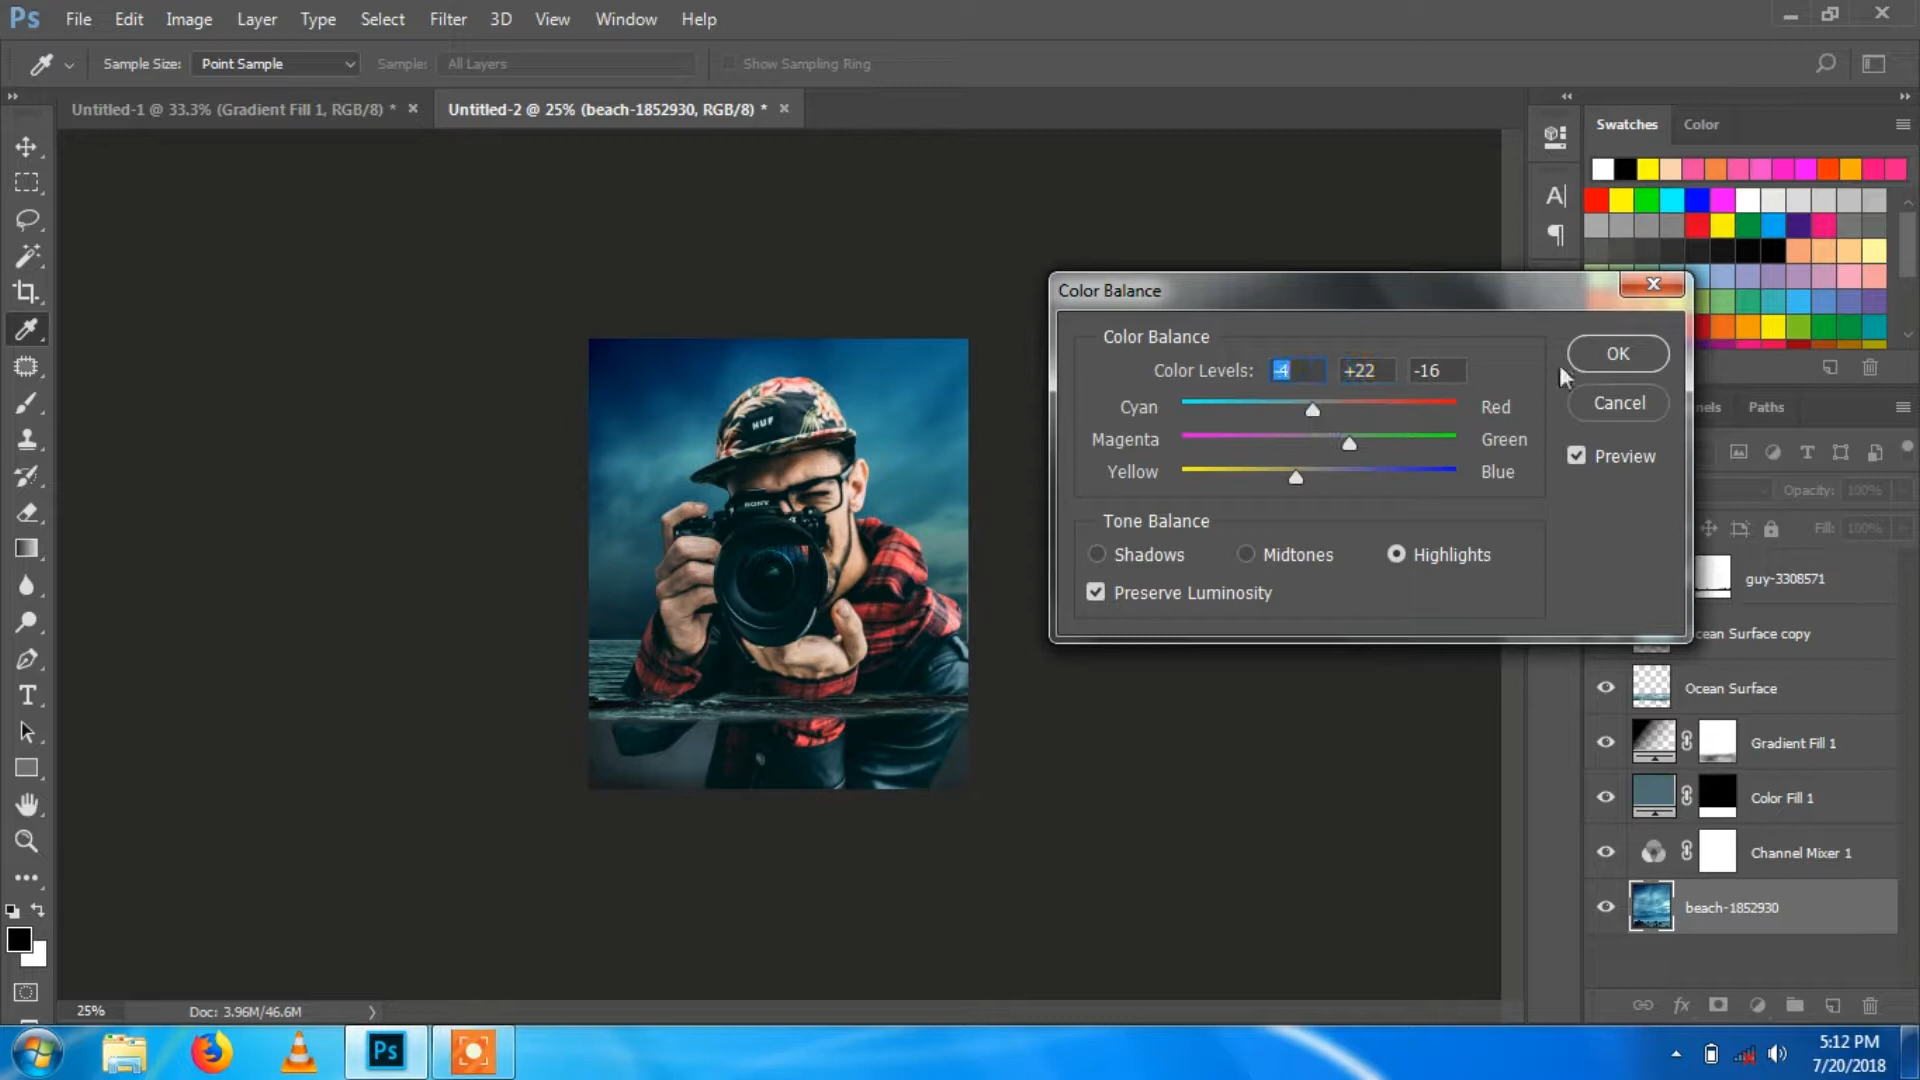 Ps File Edit Image Layer Type Select Filter 3D View Window Help
Sample Size: Point Sample Sample: All Layers Show Sampling Ring
Untitled-1 @ 33.3% (Gradient Fill 1, RGB/8) * × Untitled-2 @ 25% (beach-1852930, RGB/8) * ×
Swatches Color
Color Balance
Color Balance
Color Levels: -4 +22 -16
Cyan Red
Magenta Green
Yellow Blue
OK
Cancel
Preview
Tone Balance
Shadows Midtones Highlights
Preserve Luminosity
HUF
SONY
nels Paths
Opacity: 100%
Fill: 100%
guy-3308571
cean Surface copy
Ocean Surface
Gradient Fill 1
Color Fill 1
Channel Mixer 1
beach-1852930
25% Doc: 3.96M/46.6M
fx
Ps
5:12 PM
7/20/2018